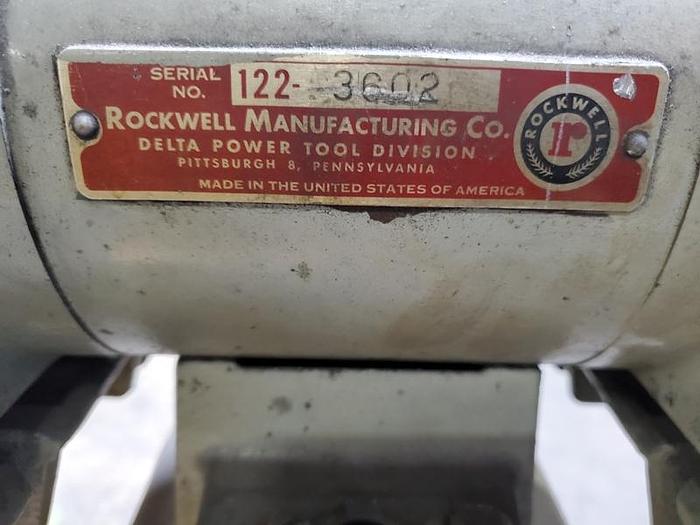 SERIAL
NO. 122-3602
ROCKWELL MANUFACTURING CO.
DELTA POWER TOOL DIVISION
PITTSBURGH 8, PENNSYLVANIA
MADE IN THE UNITED STATES OF AMERICA
ROCKWELL
r